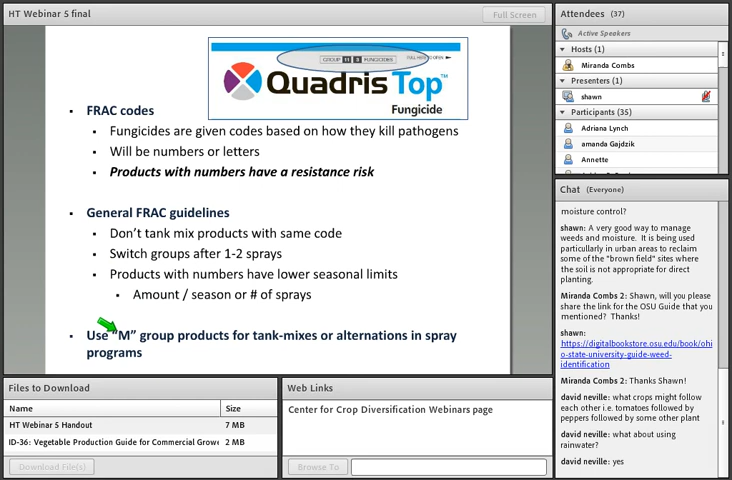 HT Webinar 5 final
Full Screen
GROUP 11 3 FUNGICIDES
Quadris Top™
Fungicide
FRAC codes
Fungicides are given codes based on how they kill pathogens
Will be numbers or letters
Products with numbers have a resistance risk
General FRAC guidelines
Don't tank mix products with same code
Switch groups after 1-2 sprays
Products with numbers have lower seasonal limits
Amount / season or # of sprays
Use "M" group products for tank-mixes or alternations in spray
programs
Files to Download
Name Size
HT Webinar 5 Handout 7 MB
ID-36: Vegetable Production Guide for Commercial Growe 2 MB
Download File(s)
Web Links
Center for Crop Diversification Webinars page
Browse To
Attendees (37)
Active Speakers
Hosts (1)
Miranda Combs
Presenters (1)
shawn
Participants (35)
Adriana Lynch
amanda Gajdzik
Annette
Chat (Everyone)
moisture control?
shawn: A very good way to manage
weeds and moisture. It is being used
particullarly in urban areas to reclaim
some of the "brown field" sites where
the soil is not appropriate for direct
planting.
Miranda Combs 2: Shawn, will you please
share the link for the OSU Guide that you
mentioned? Thanks!
shawn:
https://digitalbookstore.osu.edu/book/ohi
o-state-university-guide-weed-
identification
Miranda Combs 2: Thanks Shawn!
david neville: what crops might follow
each other i.e. tomatoes followed by
peppers followed by some other plant
david neville: what about using
rainwater?
david neville: yes